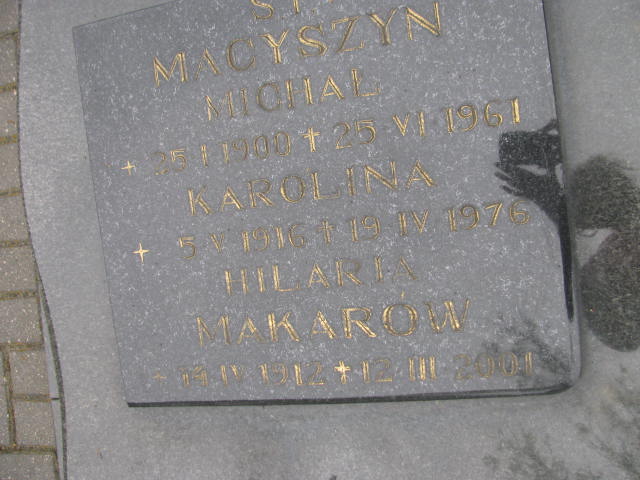 Ś.P.
MACYSZYN
MICHAŁ
* 25 I 1900 ✝ 25 VI 1961
KAROLINA
* 5 V 1916 ✝ 19 IV 1976
HILARIA
MAKARÓW
* 14 IV 1912 ✝ 12 III 2001